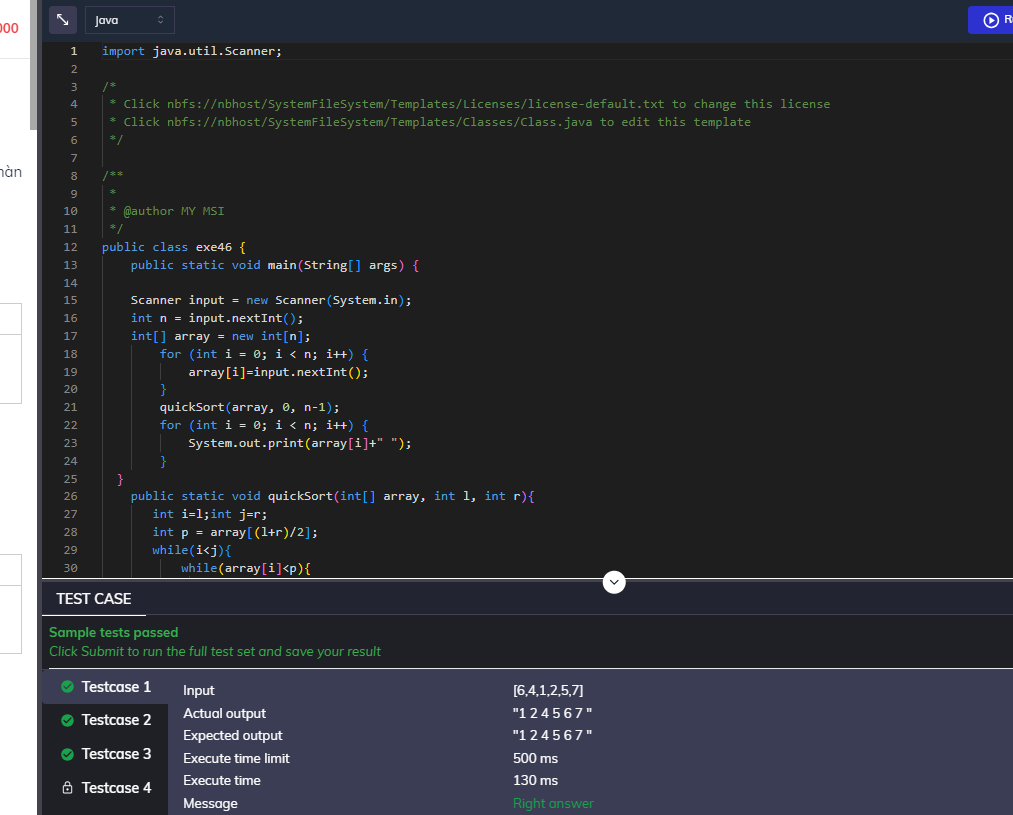 000
Java
1 import java.util.Scanner;
2
3 /*
4 * Click nbfs://nbhost/SystemFileSystem/Templates/Licenses/license-default.txt to change this license
5 * Click nbfs://nbhost/SystemFileSystem/Templates/Classes/Class.java to edit this template
6 */
7
8 /**
9 *
10 * @author MY MSI
11 */
12 public class exe46 {
13 public static void main(String[] args) {
14
15 Scanner input = new Scanner(System.in);
16 int n = input.nextInt();
17 int[] array = new int[n];
18 for (int i = 0; i < n; i++) {
19 array[i]=input.nextInt();
20 }
21 quickSort(array, 0, n-1);
22 for (int i = 0; i < n; i++) {
23 System.out.print(array[i]+" ");
24 }
25 }
26 public static void quickSort(int[] array, int l, int r){
27 int i=l;int j=r;
28 int p = array[(l+r)/2];
29 while(i<j){
30 while(array[i]<p){
TEST CASE
Sample tests passed
Click Submit to run the full test set and save your result
Testcase 1
Testcase 2
Testcase 3
Testcase 4
Input [6,4,1,2,5,7]
Actual output "1 2 4 5 6 7 "
Expected output "1 2 4 5 6 7 "
Execute time limit 500 ms
Execute time 130 ms
Message Right answer